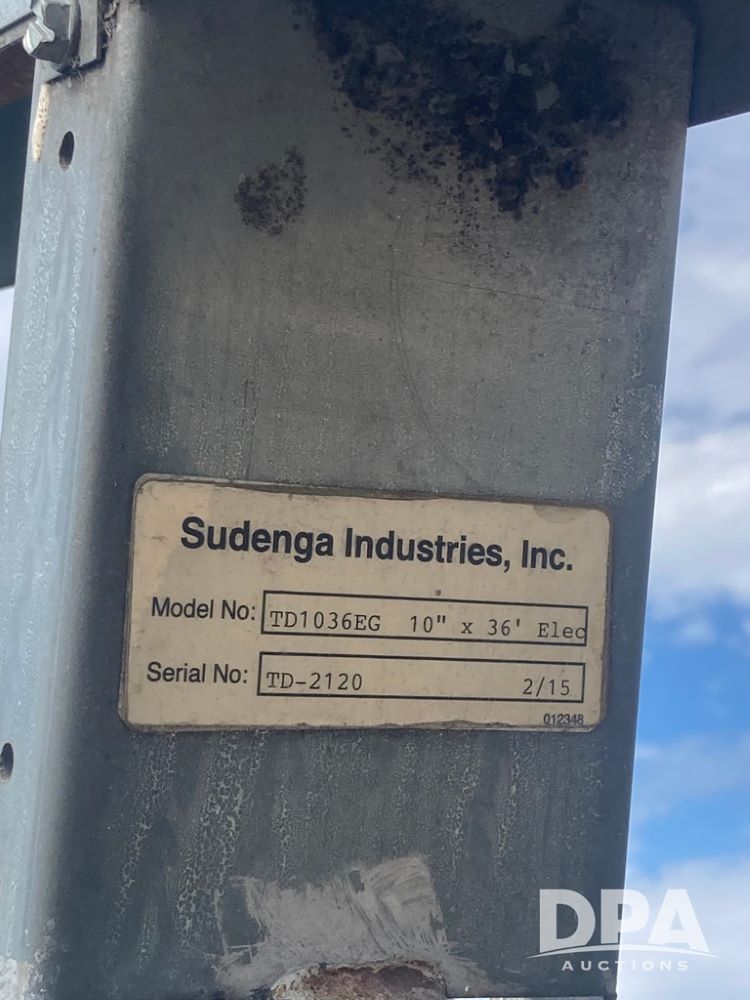 Sudenga Industries, Inc.
Model No: TD1036EG 10" x 36' Elec
Serial No: TD-2120 2/15
012348
DPA
AUCTIONS